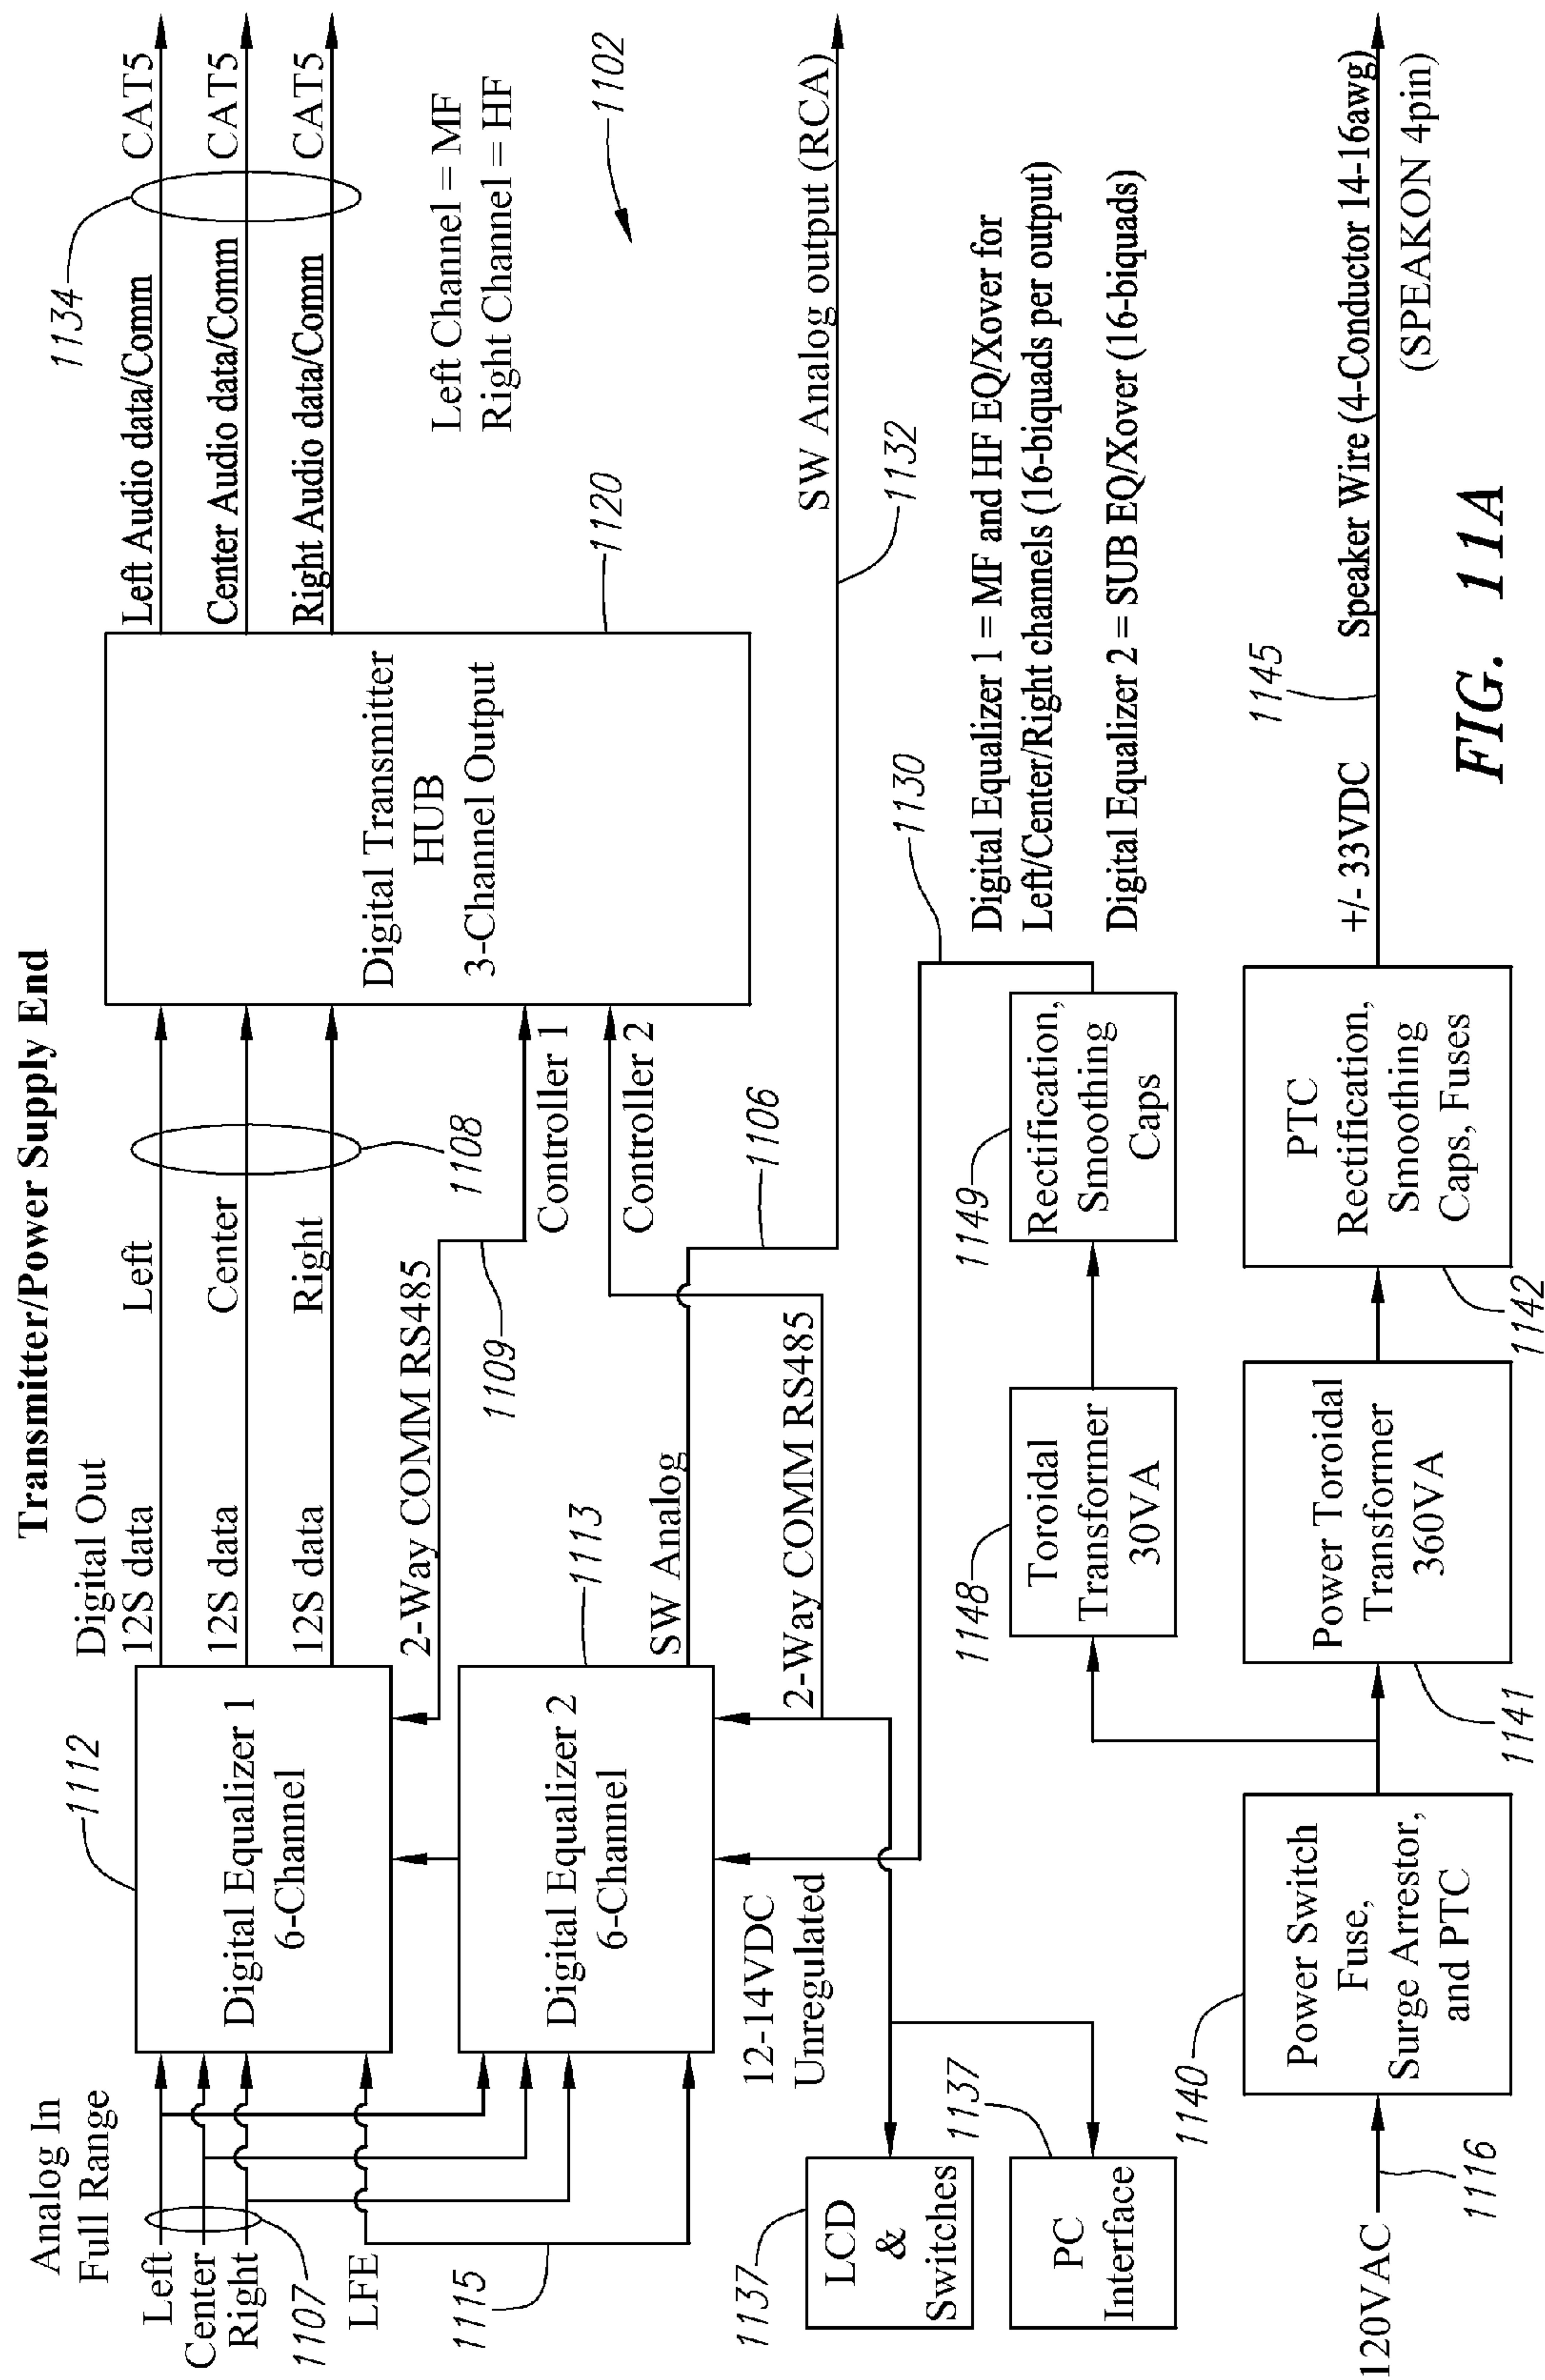 Transmitter/Power Supply End
Analog In
Full Range
Left
Center
Right
1107
LFE
1115
1112
Digital Equalizer 1
6-Channel
Digital Equalizer 2
6-Channel
1113
Digital Out
12S data
12S data
12S data
Left
Center
Right
1108
2-Way COMM RS485
1109
Controller 1
Controller 2
SW Analog
1106
2-Way COMM RS485
Digital Transmitter
HUB
3-Channel Output
1120
Left Audio data/Comm
Center Audio data/Comm
Right Audio data/Comm
1134
CAT5
CAT5
CAT5
Left Channel = MF
Right Channel = HF
1102
SW Analog output (RCA)
1132
12-14VDC
Unregulated
1130
Digital Equalizer 1 = MF and HF EQ/Xover for
Left/Center/Right channels (16-biquads per output)
Digital Equalizer 2 = SUB EQ/Xover (16-biquads)
1137
LCD
&
Switches
1137
PC
Interface
1148
Toroidal
Transformer
30VA
1149
Rectification,
Smoothing
Caps
120VAC
1116
1140
Power Switch
Fuse,
Surge Arrestor,
and PTC
1141
Power Toroidal
Transformer
360VA
1142
PTC
Rectification,
Smoothing
Caps, Fuses
+/- 33VDC
1145
Speaker Wire (4-Conductor 14-16awg)
(SPEAKON 4pin)
FIG. 11A